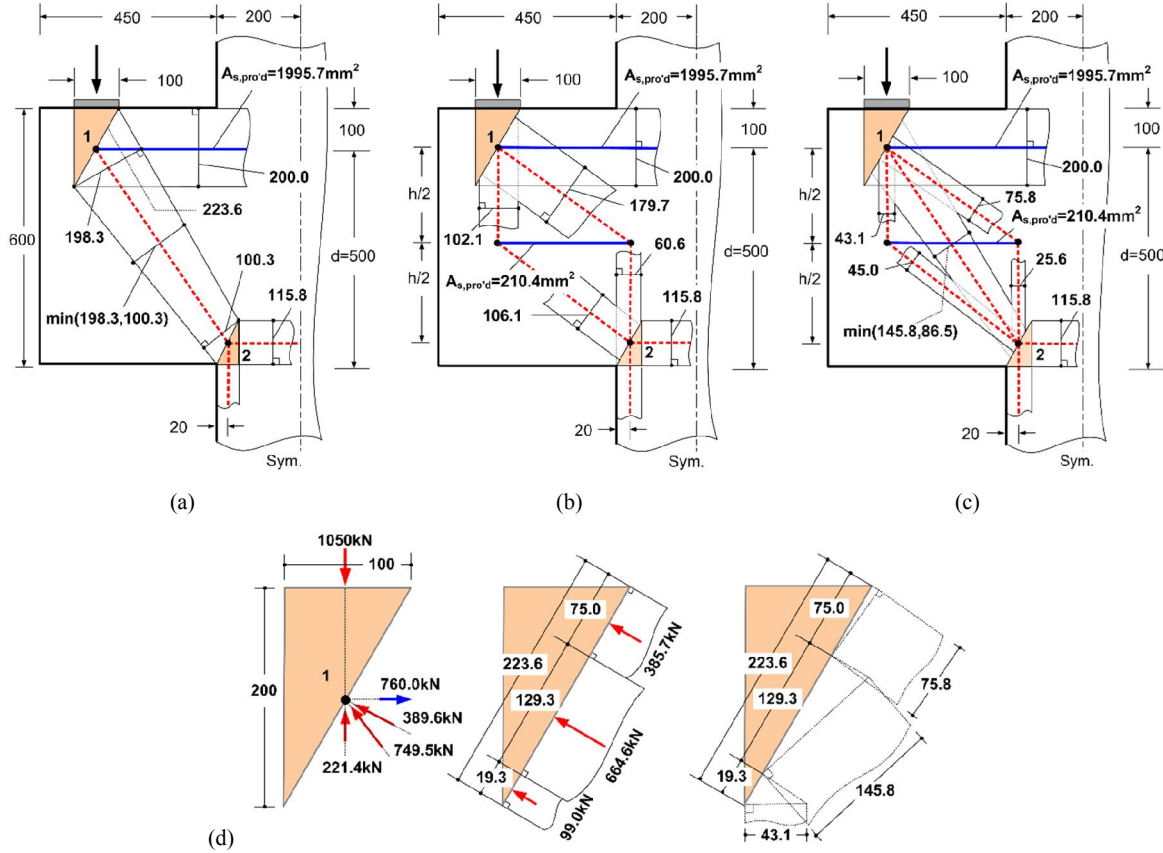 450
200
100
A_s,pro'd=1995.7mm²
100
1
200.0
223.6
198.3
600
100.3
d=500
115.8
min(198.3,100.3)
2
20
Sym.
(a)
450
200
100
A_s,pro'd=1995.7mm²
100
1
200.0
h/2
179.7
102.1
60.6
d=500
A_s,pro'd=210.4mm²
h/2
115.8
106.1
2
20
Sym.
(b)
450
200
100
A_s,pro'd=1995.7mm²
100
1
200.0
h/2
75.8
A_s,pro'd=210.4mm²
43.1
d=500
45.0
25.6
h/2
115.8
min(145.8,86.5)
2
20
Sym.
(c)
1050kN
100
200
1
760.0kN
389.6kN
749.5kN
221.4kN
75.0
223.6
129.3
19.3
385.7kN
664.6kN
99.0kN
75.0
223.6
129.3
19.3
75.8
145.8
43.1
(d)